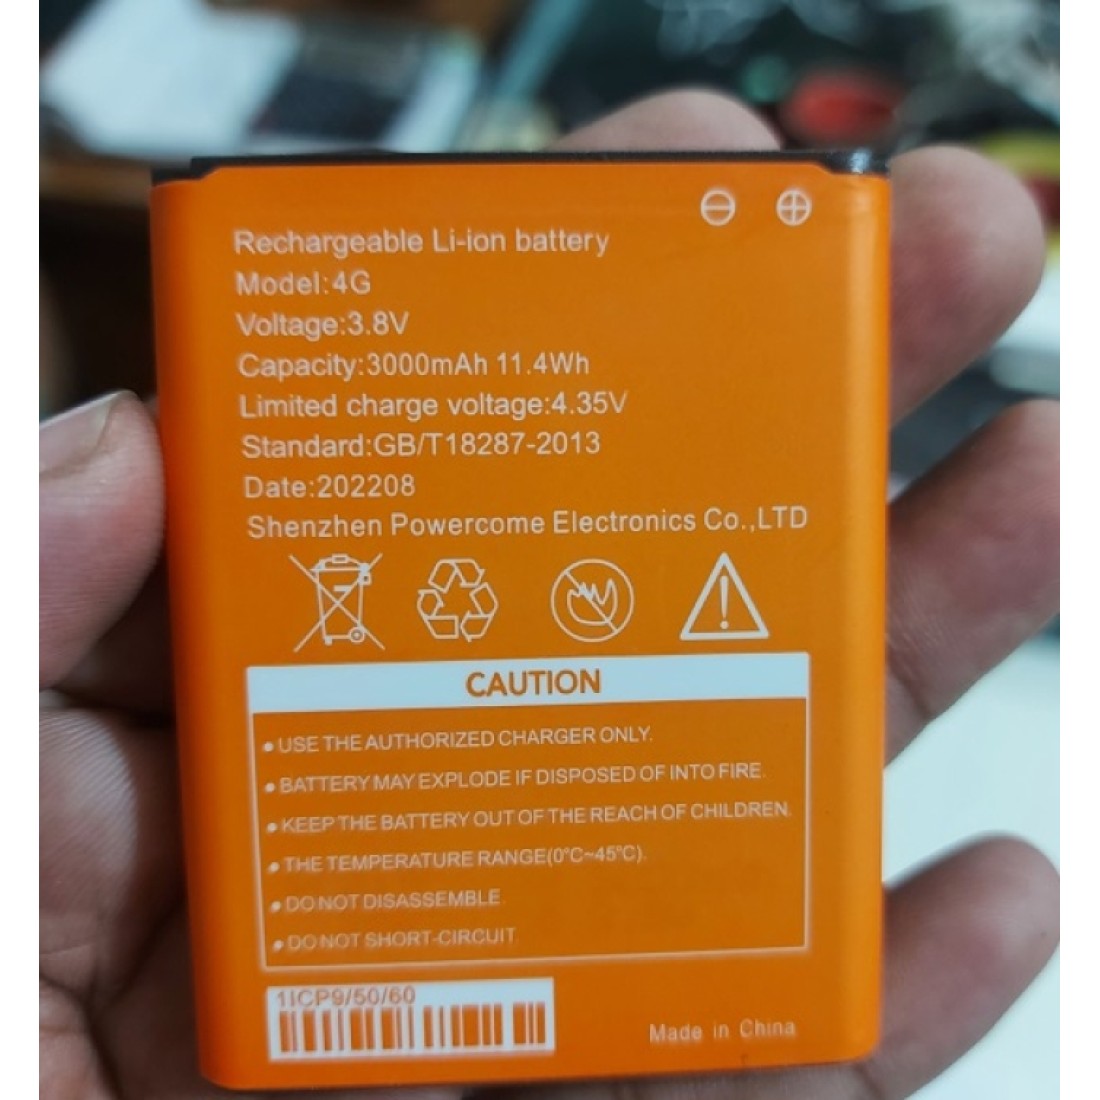 Rechargeable Li-ion battery
Model:4G
Voltage:3.8V
Capacity:3000mAh 11.4Wh
Limited charge voltage:4.35V
Standard:GB/T18287-2013
Date:202208
Shenzhen Powercome Electronics Co.,LTD
CAUTION
• USE THE AUTHORIZED CHARGER ONLY.
• BATTERY MAY EXPLODE IF DISPOSED OF INTO FIRE.
• KEEP THE BATTERY OUT OF THE REACH OF CHILDREN.
• THE TEMPERATURE RANGE(0°C~45°C).
• DO NOT DISASSEMBLE
• DO NOT SHORT-CIRCUIT
1ICP9/50/60
Made in China